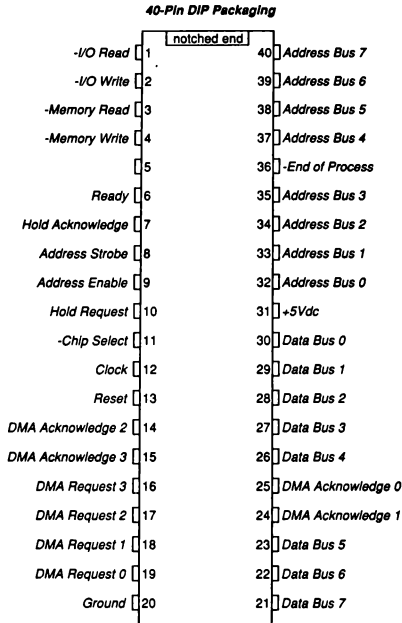 40-Pin DIP Packaging
notched end
-I/O Read 1 40 Address Bus 7
-I/O Write 2 39 Address Bus 6
-Memory Read 3 38 Address Bus 5
-Memory Write 4 37 Address Bus 4
5 36 -End of Process
Ready 6 35 Address Bus 3
Hold Acknowledge 7 34 Address Bus 2
Address Strobe 8 33 Address Bus 1
Address Enable 9 32 Address Bus 0
Hold Request 10 31 +5Vdc
-Chip Select 11 30 Data Bus 0
Clock 12 29 Data Bus 1
Reset 13 28 Data Bus 2
DMA Acknowledge 2 14 27 Data Bus 3
DMA Acknowledge 3 15 26 Data Bus 4
DMA Request 3 16 25 DMA Acknowledge 0
DMA Request 2 17 24 DMA Acknowledge 1
DMA Request 1 18 23 Data Bus 5
DMA Request 0 19 22 Data Bus 6
Ground 20 21 Data Bus 7